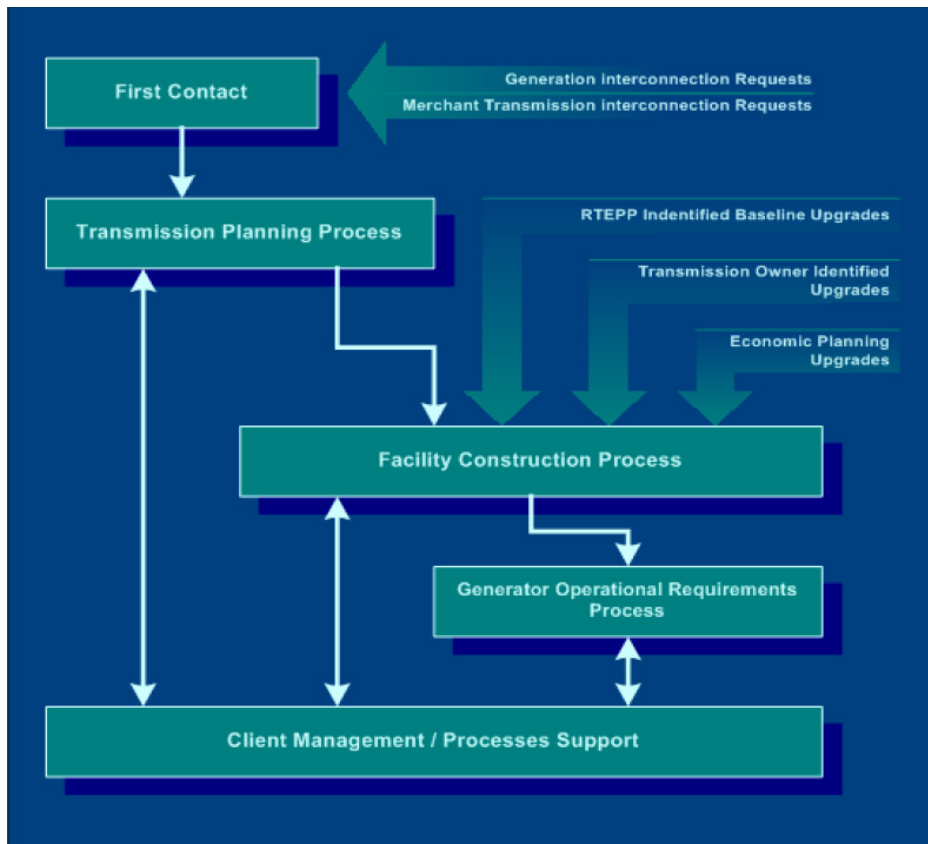 First Contact
Generation interconnection Requests
Merchant Transmission interconnection Requests
Transmission Planning Process
RTEPP Indentified Baseline Upgrades
Transmission Owner Identified
Upgrades
Economic Planning
Upgrades
Facility Construction Process
Generator Operational Requirements
Process
Client Management / Processes Support